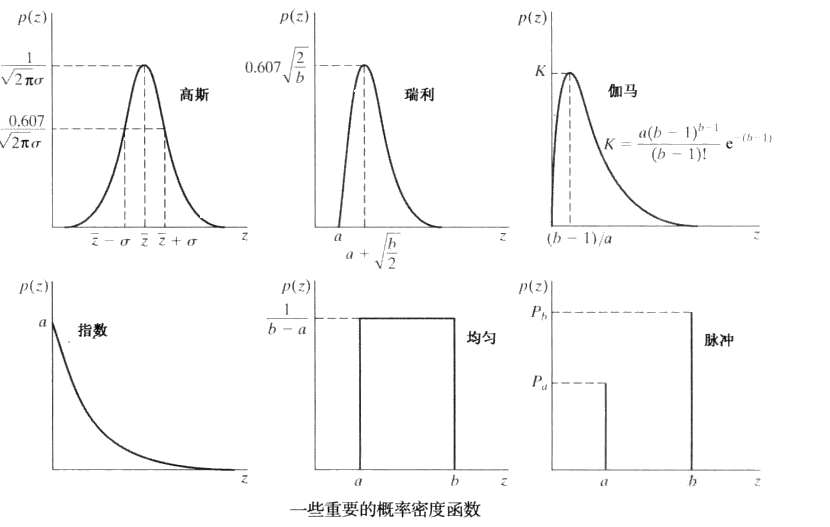 p(z)
1/(√(2π)σ)
0.607/(√(2π)σ)
高斯
z̄ − σ z̄ z̄ + σ
z
p(z)
0.607√(2/b)
瑞利
a
a + √(b/2)
z
p(z)
K
伽马
K = a(b − 1)^(b−1)/(b − 1)! e^−(b−1)
(b − 1)/a
z
p(z)
a
指数
z
p(z)
1/(b − a)
均匀
a b z
p(z)
P_b
脉冲
P_a
a b z
一些重要的概率密度函数